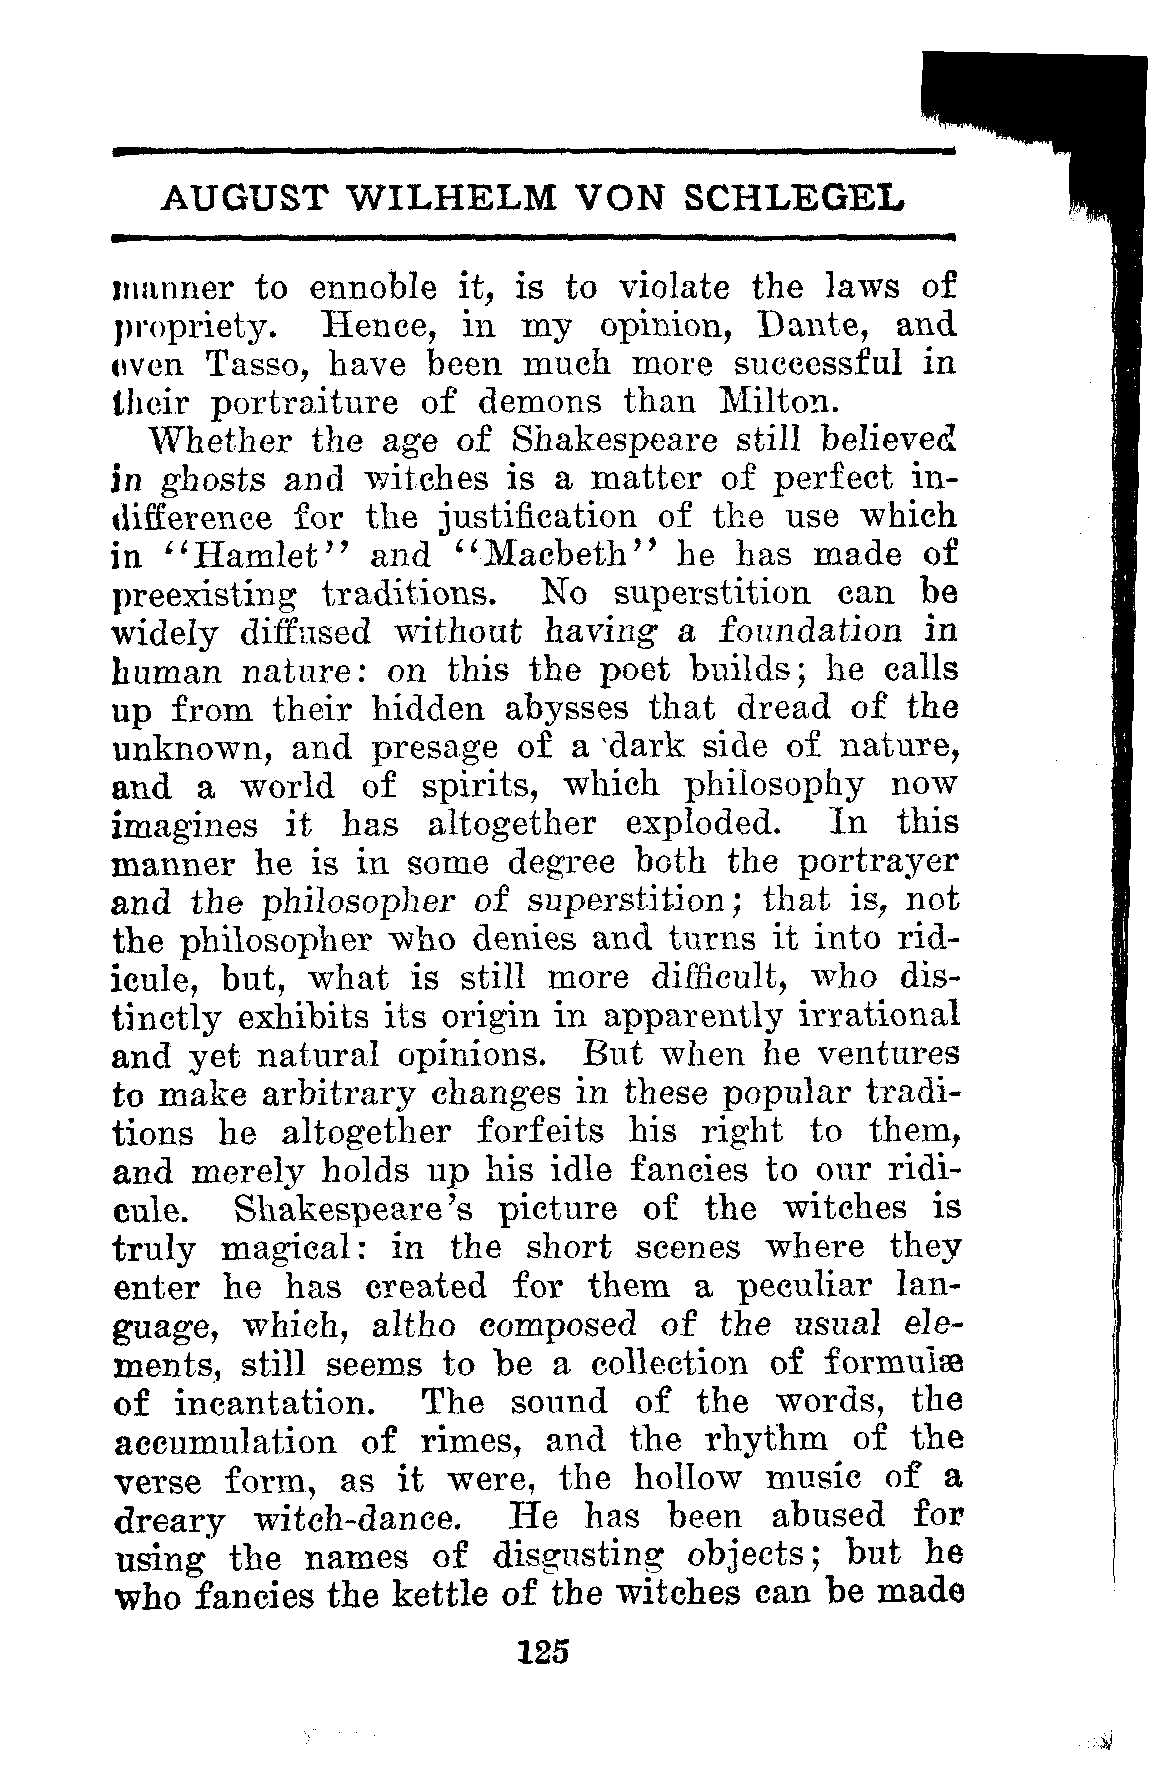 AUGUST WILHELM VON SCHLEGEL
manner to ennoble it, is to violate the laws of
propriety. Hence, in my opinion, Dante, and
even Tasso, have been much more successful in
their portraiture of demons than Milton.
Whether the age of Shakespeare still believed
in ghosts and witches is a matter of perfect in-
difference for the justification of the use which
in "Hamlet" and "Macbeth" he has made of
preexisting traditions. No superstition can be
widely diffused without having a foundation in
human nature: on this the poet builds; he calls
up from their hidden abysses that dread of the
unknown, and presage of a dark side of nature,
and a world of spirits, which philosophy now
imagines it has altogether exploded. In this
manner he is in some degree both the portrayer
and the philosopher of superstition; that is, not
the philosopher who denies and turns it into rid-
icule, but, what is still more difficult, who dis-
tinctly exhibits its origin in apparently irrational
and yet natural opinions. But when he ventures
to make arbitrary changes in these popular tradi-
tions he altogether forfeits his right to them,
and merely holds up his idle fancies to our ridi-
cule. Shakespeare's picture of the witches is
truly magical: in the short scenes where they
enter he has created for them a peculiar lan-
guage, which, altho composed of the usual ele-
ments, still seems to be a collection of formulæ
of incantation. The sound of the words, the
accumulation of rimes, and the rhythm of the
verse form, as it were, the hollow music of a
dreary witch-dance. He has been abused for
using the names of disgusting objects; but he
who fancies the kettle of the witches can be made
125